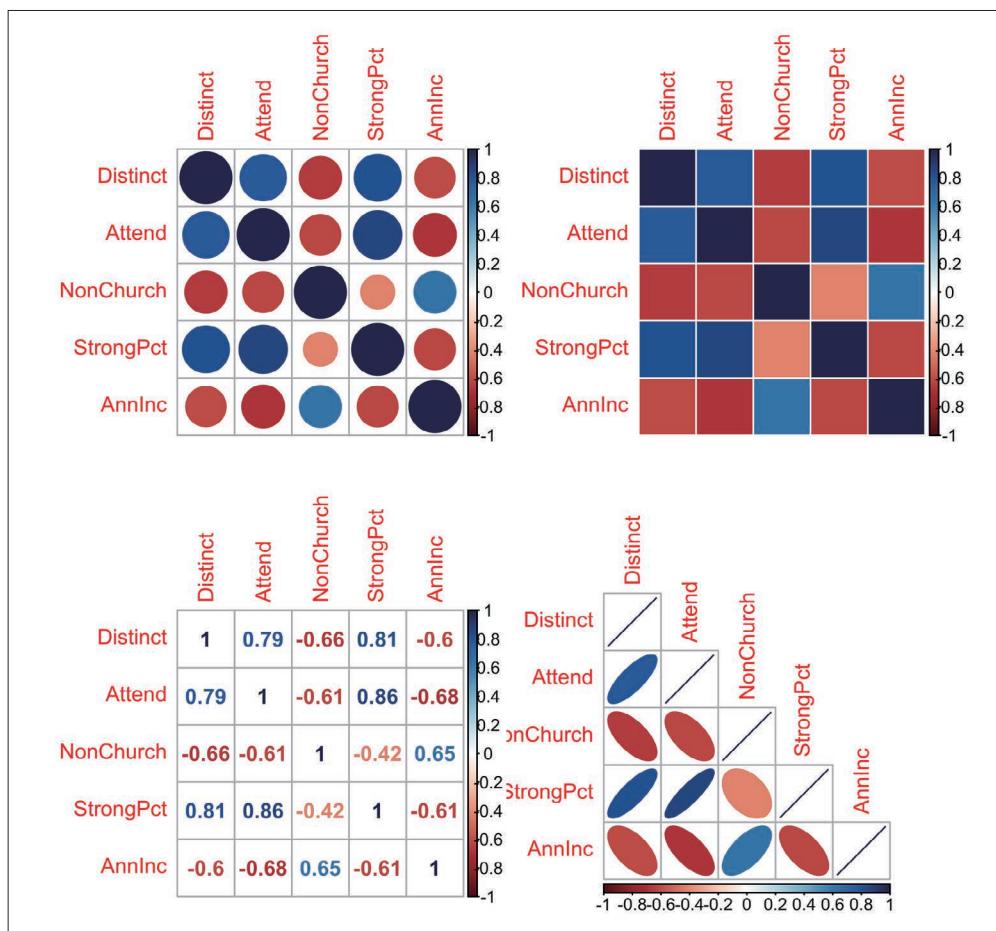 Distinct
Attend
NonChurch
StrongPct
AnnInc
Distinct
Attend
NonChurch
StrongPct
AnnInc
1
0.8
0.6
0.4
0.2
0
-0.2
-0.4
-0.6
-0.8
-1
Distinct
Attend
NonChurch
StrongPct
AnnInc
Distinct
Attend
NonChurch
StrongPct
AnnInc
1
0.8
0.6
0.4
0.2
0
-0.2
-0.4
-0.6
0.8
-1
Distinct
Attend
NonChurch
StrongPct
AnnInc
Distinct 1 0.79 -0.66 0.81 -0.6
Attend 0.79 1 -0.61 0.86 -0.68
NonChurch -0.66 -0.61 1 -0.42 0.65
StrongPct 0.81 0.86 -0.42 1 -0.61
AnnInc -0.6 -0.68 0.65 -0.61 1
1
0.8
0.6
0.4
0.2
0
-0.2
-0.4
-0.6
-0.8
-1
Distinct
Attend
NonChurch
StrongPct
AnnInc
Distinct
Attend
onChurch
StrongPct
AnnInc
-1 -0.8 -0.6 -0.4 -0.2 0 0.2 0.4 0.6 0.8 1